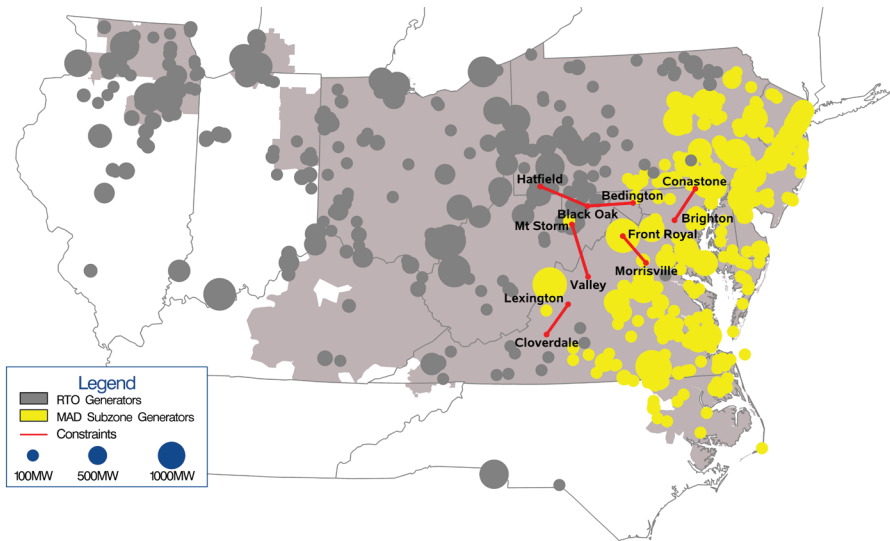 Hatfield
Bedington
Conastone
Black Oak
Mt Storm
Brighton
Front Royal
Morrisville
Valley
Lexington
Cloverdale
Legend
RTO Generators
MAD Subzone Generators
Constraints
100MW 500MW 1000MW